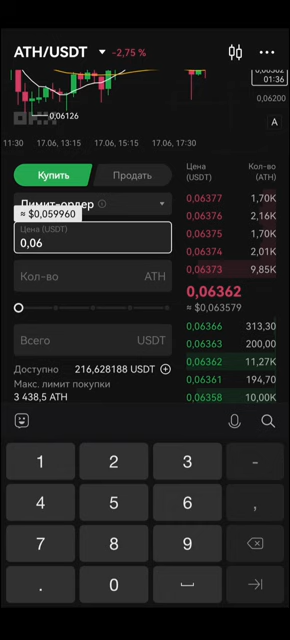 ATH/USDT
-2,75 %
01:36
0,06200
0,06126
A
11:30 17.06, 13:15 17.06, 15:15 17.06, 17:30
Купить
Продать
Цена (USDT)
Кол-во (ATH)
Лимит-ордер
≈ $0,059960
Цена (USDT)
0,06
Кол-во
ATH
Всего
USDT
Доступно
216,628188 USDT
Макс. лимит покупки
3 438,5 ATH
0,06377 1,70K
0,06376 2,16K
0,06375 1,70K
0,06374 2,01K
0,06373 9,85K
0,06362
≈ $0,063579
0,06366 313,30
0,06363 200,00
0,06362 11,27K
0,06361 194,70
0,06358 10,00K
1 2 3 -
4 5 6 ,
7 8 9
. 0